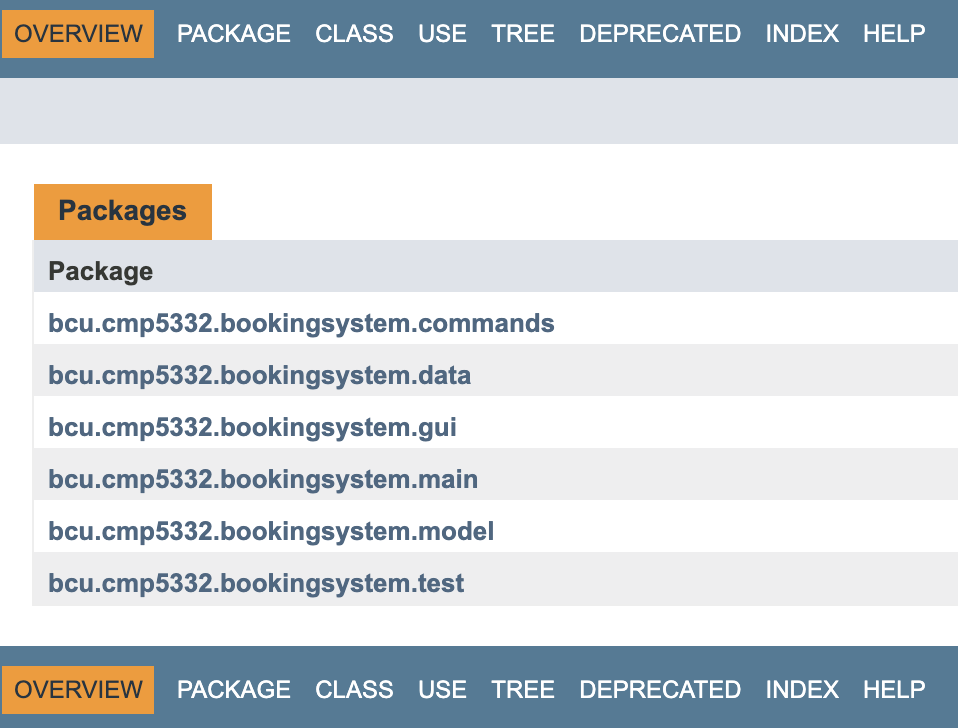 OVERVIEW PACKAGE CLASS USE TREE DEPRECATED INDEX HELP
Packages
Package
bcu.cmp5332.bookingsystem.commands
bcu.cmp5332.bookingsystem.data
bcu.cmp5332.bookingsystem.gui
bcu.cmp5332.bookingsystem.main
bcu.cmp5332.bookingsystem.model
bcu.cmp5332.bookingsystem.test
OVERVIEW PACKAGE CLASS USE TREE DEPRECATED INDEX HELP